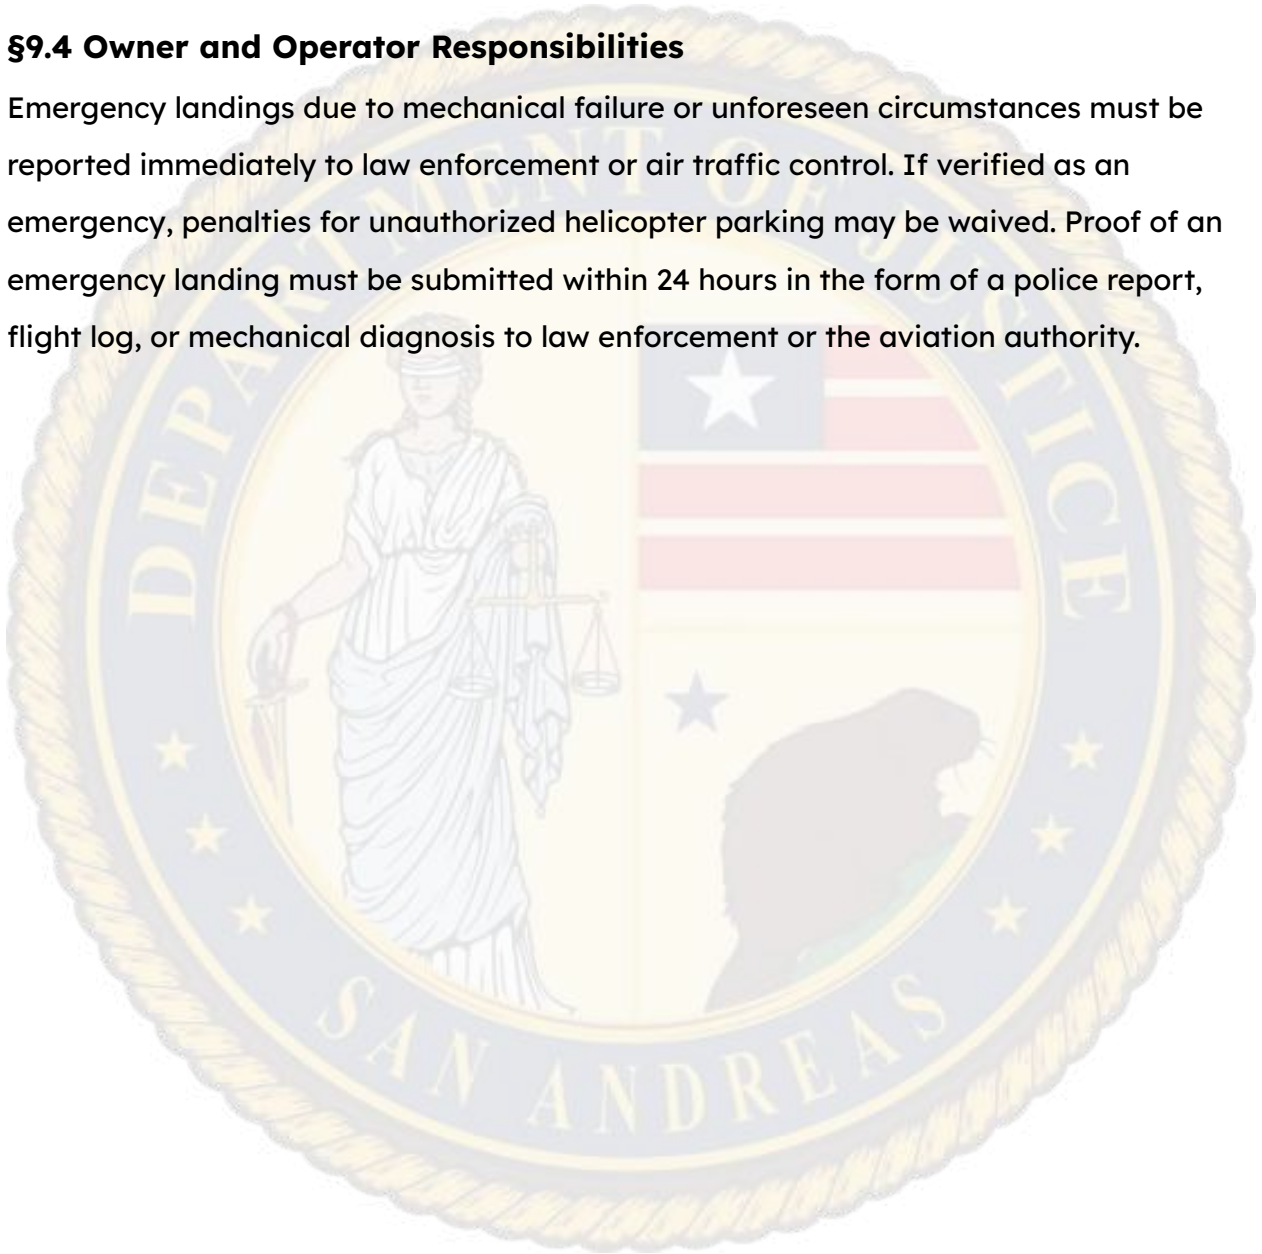 §9.4 Owner and Operator Responsibilities
Emergency landings due to mechanical failure or unforeseen circumstances must be
reported immediately to law enforcement or air traffic control. If verified as an
emergency, penalties for unauthorized helicopter parking may be waived. Proof of an
emergency landing must be submitted within 24 hours in the form of a police report,
flight log, or mechanical diagnosis to law enforcement or the aviation authority.
DEPARTMENT OF JUSTICE
SAN ANDREAS